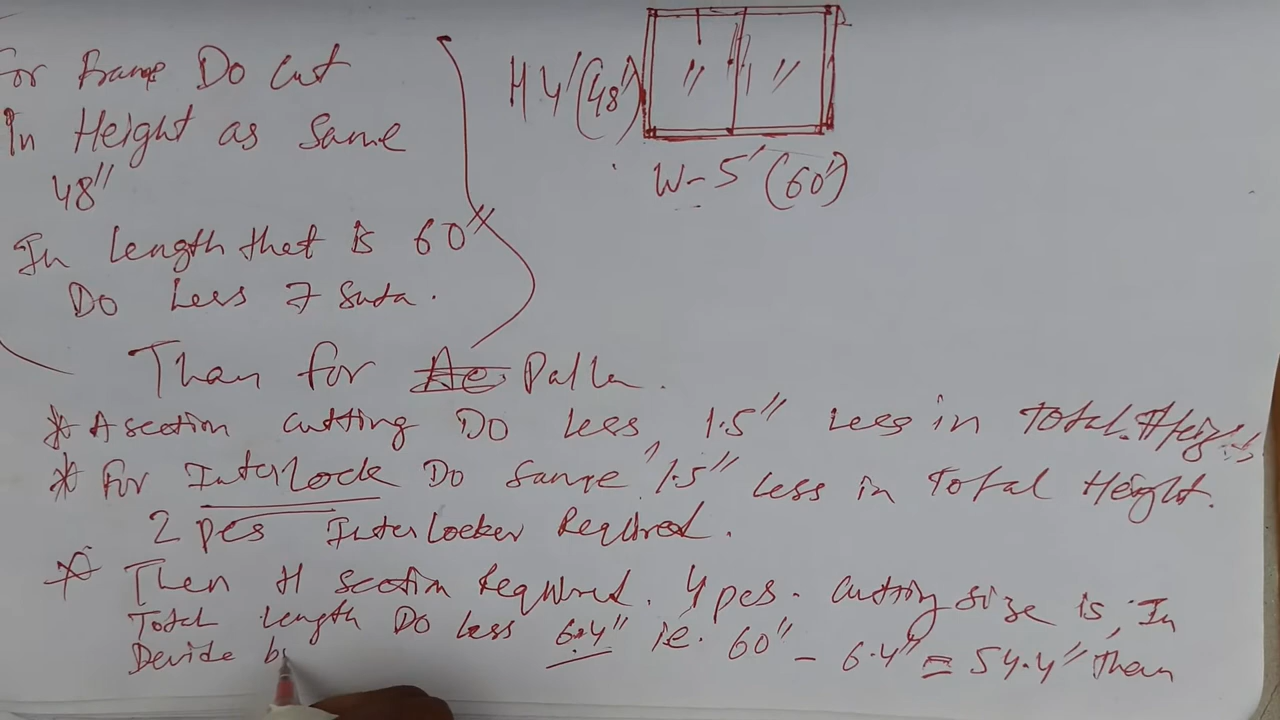 For Frame Do cut
In Height as Same
48"
In Length that is 60"
Do Less 7 Suta.
H 4' (48")
W- 5' (60")
Than for Palla.
* A section cutting Do Less, 1.5" Less in Total. Height
* For InterLock Do Same 1.5" Less in Total Height.
2 pcs InterLocker Required.
* Then H section Required. 4 pcs. Cutting size is, In
Total Length Do Less 6.4" ie. 60" - 6.4" = 54.4" Than
Devide by